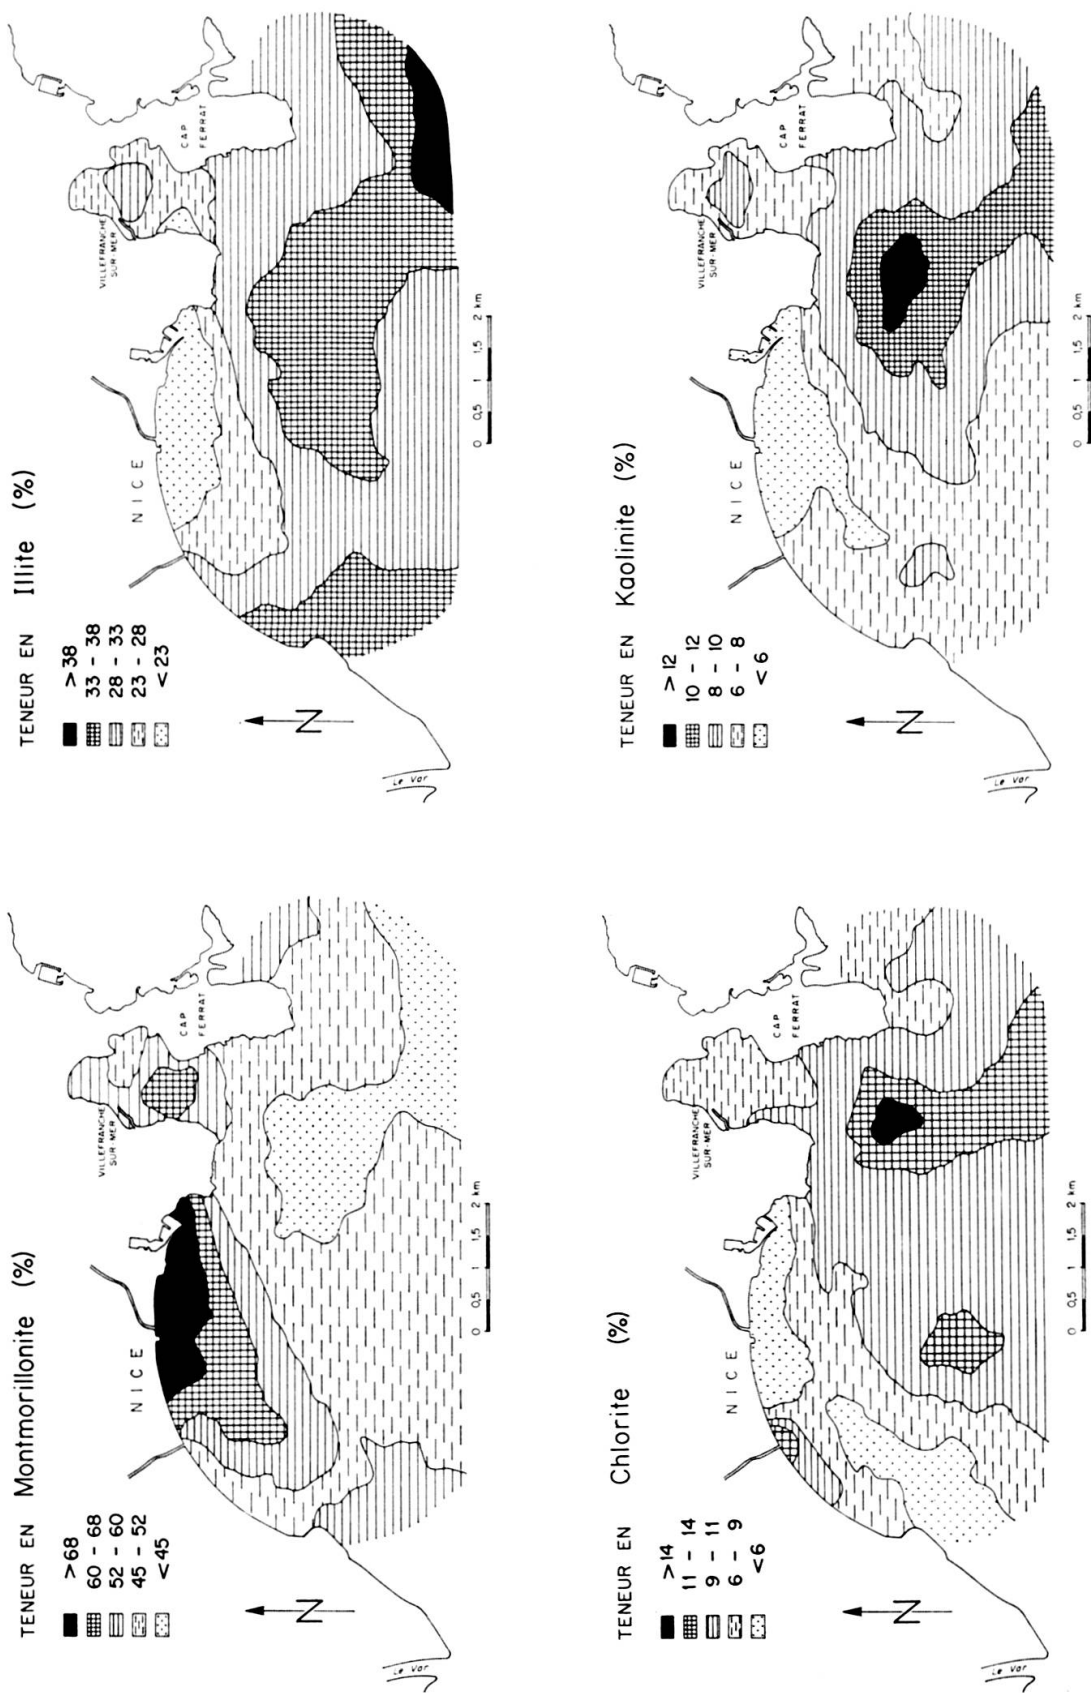 TENEUR EN Montmorillonite (%)
>68
60 - 68
52 - 60
45 - 52
<45
NICE
VILLEFRANCHE
SUR-MER
CAP
FERRAT
N
Le Var
0 0,5 1 1,5 2 km
TENEUR EN Illite (%)
>38
33 - 38
28 - 33
23 - 28
<23
NICE
VILLEFRANCHE
SUR-MER
CAP
FERRAT
N
Le Var
0 0,5 1 1,5 2 km
TENEUR EN Chlorite (%)
>14
11 - 14
9 - 11
6 - 9
<6
NICE
VILLEFRANCHE
SUR-MER
CAP
FERRAT
N
Le Var
0 0,5 1 1,5 2 km
TENEUR EN Kaolinite (%)
>12
10 - 12
8 - 10
6 - 8
<6
NICE
VILLEFRANCHE
SUR-MER
CAP
FERRAT
N
Le Var
0 0,5 1 1,5 2 km